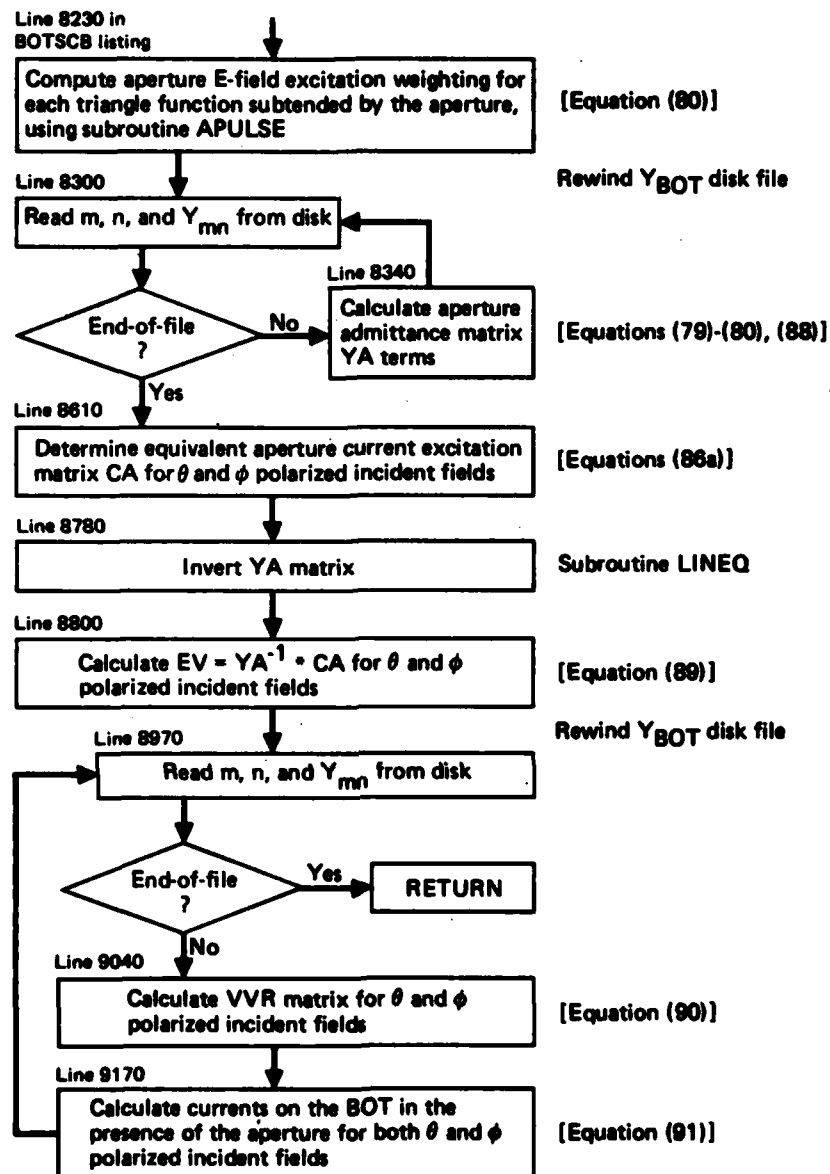 Line 8230 in
BOTSCB listing
Compute aperture E-field excitation weighting for
each triangle function subtended by the aperture,
using subroutine APULSE
[Equation (80)]
Line 8300
Rewind Y_BOT disk file
Read m, n, and Y_mn from disk
Line 8340
End-of-file
?
No
Calculate aperture
admittance matrix
YA terms
[Equations (79)-(80), (88)]
Yes
Line 8610
Determine equivalent aperture current excitation
matrix CA for θ and ϕ polarized incident fields
[Equations (86a)]
Line 8780
Invert YA matrix
Subroutine LINEQ
Line 8800
Calculate EV = YA⁻¹ * CA for θ and ϕ
polarized incident fields
[Equation (89)]
Rewind Y_BOT disk file
Line 8970
Read m, n, and Y_mn from disk
End-of-file
?
Yes
RETURN
No
Line 9040
Calculate VVR matrix for θ and ϕ
polarized incident fields
[Equation (90)]
Line 9170
Calculate currents on the BOT in the
presence of the aperture for both θ and ϕ
polarized incident fields
[Equation (91)]